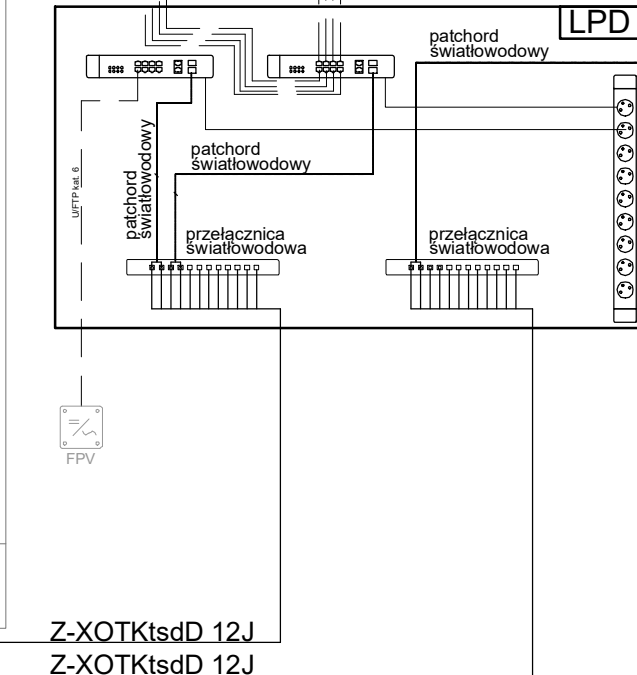 LPD
patchord
światłowodowy
patchord
światłowodowy
patchord
światłowodowy
U/FTP kat. 6
przełącznica
światłowodowa
przełącznica
światłowodowa
FPV
Z-XOTKtsdD 12J
Z-XOTKtsdD 12J